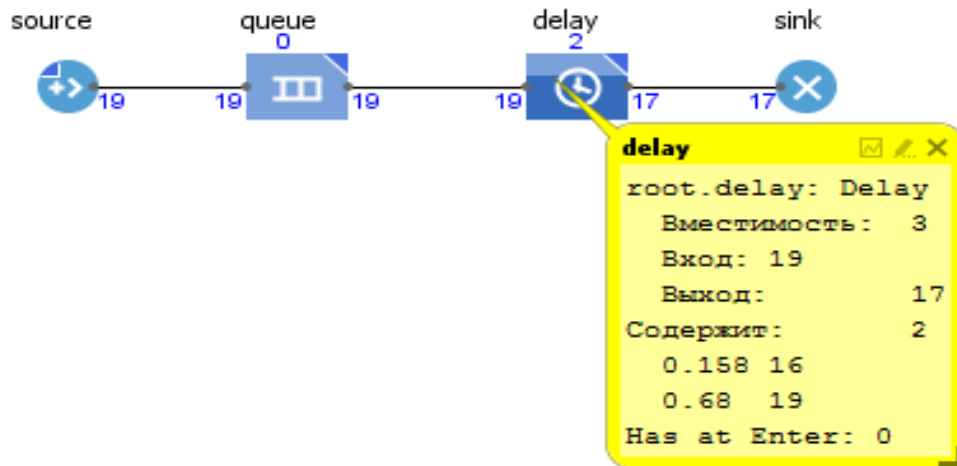 source queue delay sink
0 2
19 19 19 19 17 17
delay
root.delay: Delay
Вместимость: 3
Вход: 19
Выход: 17
Содержит: 2
0.158 16
0.68 19
Has at Enter: 0